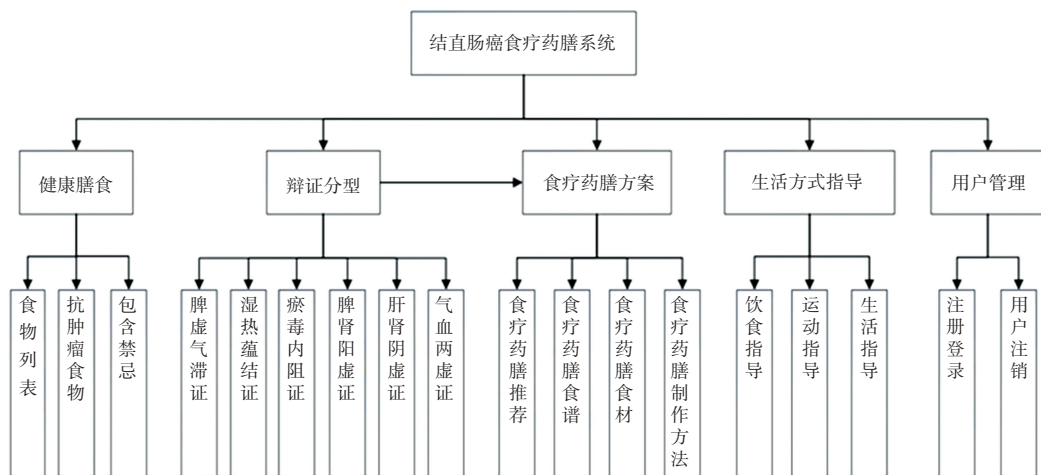 结直肠癌食疗药膳系统
健康膳食
辩证分型
食疗药膳方案
生活方式指导
用户管理
食物列表
抗肿瘤食物
包含禁忌
脾虚气滞证
湿热蕴结证
瘀毒内阻证
脾肾阳虚证
肝肾阴虚证
气血两虚证
食疗药膳推荐
食疗药膳食谱
食疗药膳食材
食疗药膳制作方法
饮食指导
运动指导
生活指导
注册登录
用户注销